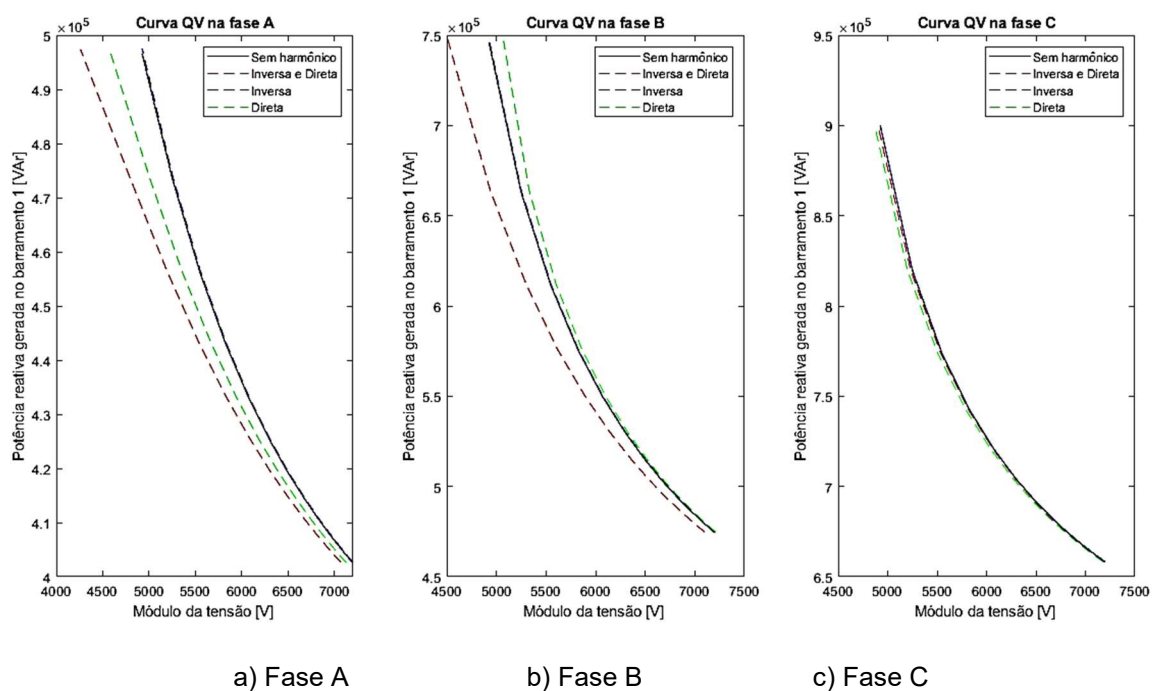 Curva QV na fase A
×10⁵
5
4.9
4.8
4.7
4.6
4.5
4.4
4.3
4.2
4.1
4
Potência reativa gerada no barramento 1 [VAr]
4000 4500 5000 5500 6000 6500 7000
Módulo da tensão [V]
Sem harmônico
Inversa e Direta
Inversa
Direta
Curva QV na fase B
×10⁵
7.5
7
6.5
6
5.5
5
4.5
Potência reativa gerada no barramento 1 [VAr]
4500 5000 5500 6000 6500 7000 7500
Módulo da tensão [V]
Sem harmônico
Inversa e Direta
Inversa
Direta
Curva QV na fase C
×10⁵
9.5
9
8.5
8
7.5
7
6.5
Potência reativa gerada no barramento 1 [VAr]
4500 5000 5500 6000 6500 7000 7500
Módulo da tensão [V]
Sem harmônico
Inversa e Direta
Inversa
Direta
a) Fase A b) Fase B c) Fase C